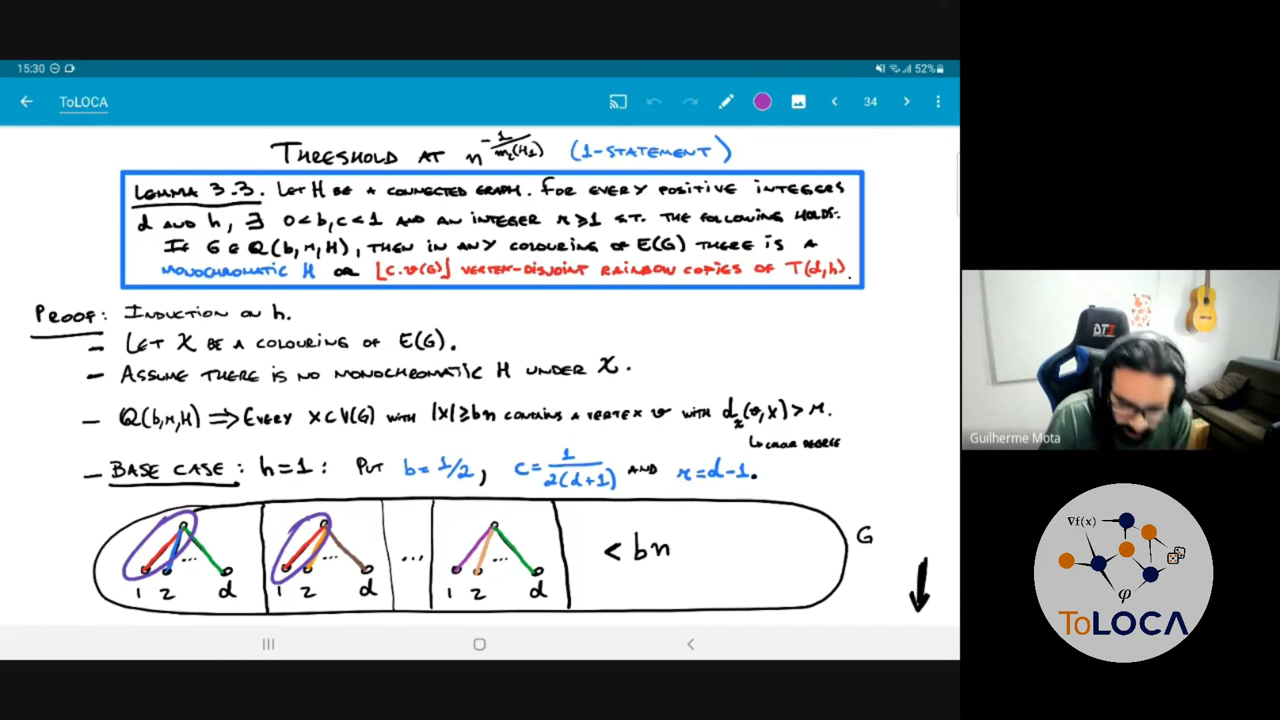 15:30
52%
ToLOCA
34
THRESHOLD AT n^{-1/m_2(H_1)} (1-STATEMENT)
LEMMA 3.3. LET H BE A CONNECTED GRAPH. FOR EVERY POSITIVE INTEGERS
d AND h, ∃ 0<b,c<1 AND AN INTEGER r≥1 S.T. THE FOLLOWING HOLDS:
IF G ∈ Q(b,r,H), THEN IN ANY COLOURING OF E(G) THERE IS A
MONOCHROMATIC H OR ⌊c.v(G)⌋ VERTEX-DISJOINT RAINBOW COPIES OF T(d,h).
PROOF: INDUCTION ON h.
- LET χ BE A COLOURING OF E(G).
- ASSUME THERE IS NO MONOCHROMATIC H UNDER χ.
- Q(b,r,H) ⟹ EVERY X⊂V(G) WITH |X|≥bn CONTAINS A VERTEX v WITH d_χ(v,X)>r.
↳COLOUR DEGREE
- BASE CASE: h=1: PUT b=1/2, c=1/2(d+1) AND r=d-1.
... ... ... ... < bn G
1 2 d 1 2 d 1 2 d
Guilherme Mota
DT3
∇f(x)
φ
ToLOCA